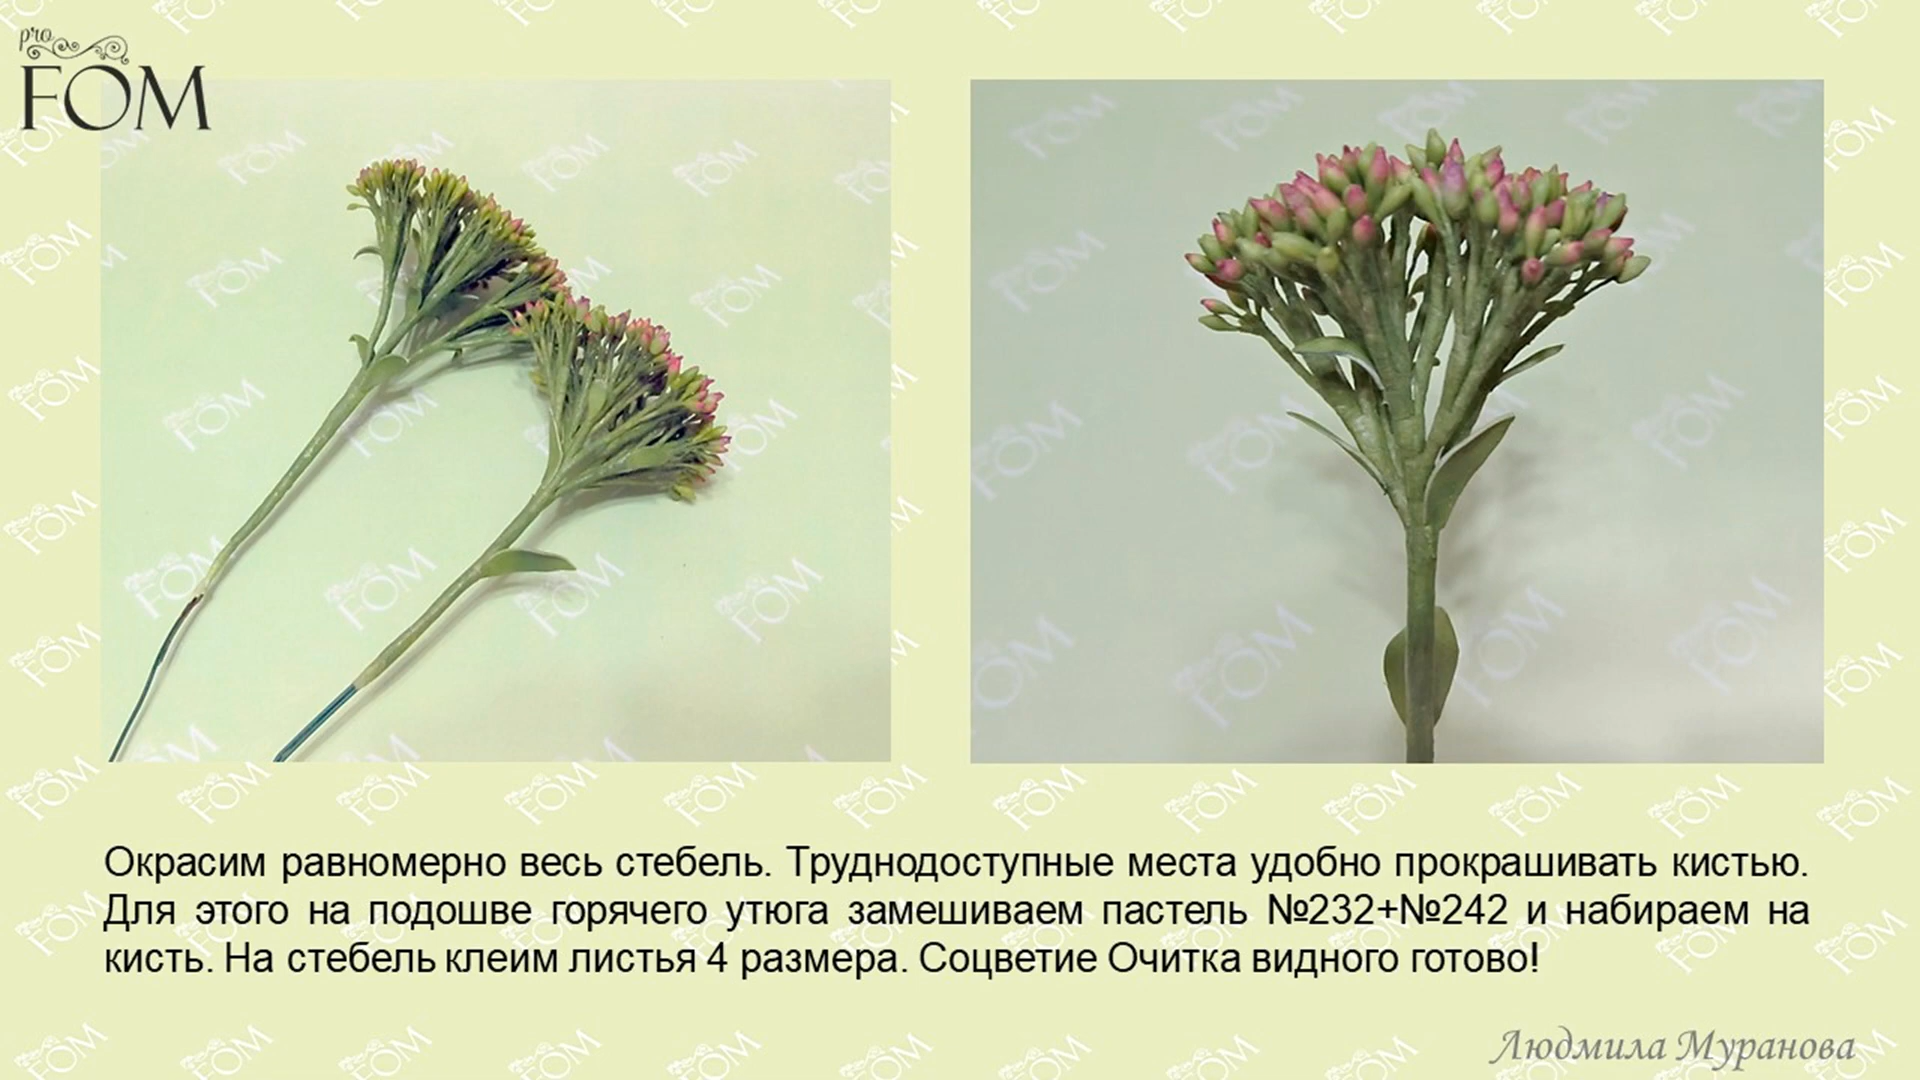 pro
FOM
Окрасим равномерно весь стебель. Труднодоступные места удобно прокрашивать кистью.
Для этого на подошве горячего утюга замешиваем пастель №232+№242 и набираем на
кисть. На стебель клеим листья 4 размера. Соцветие Очитка видного готово!
Людмила Муранова